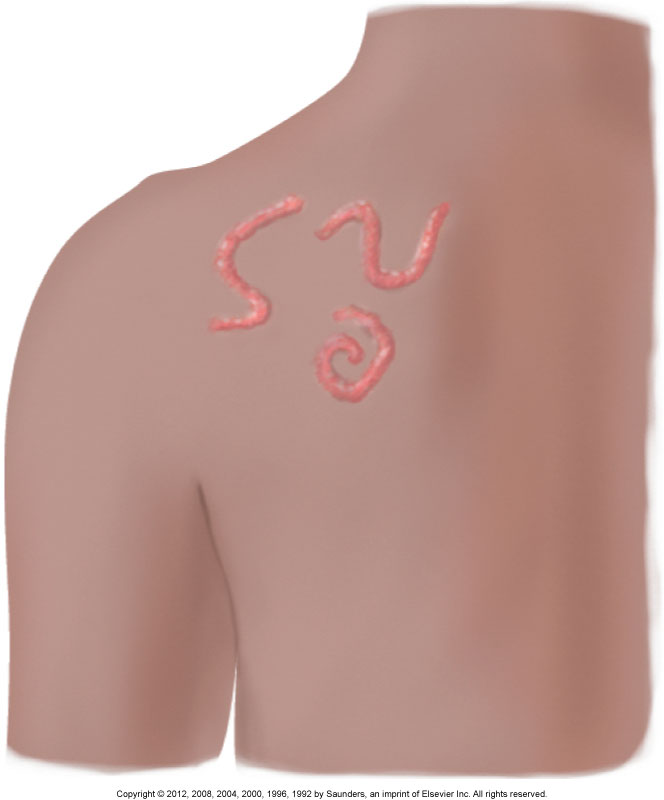 Copyright © 2012, 2008, 2004, 2000, 1996, 1992 by Saunders, an imprint of Elsevier Inc. All rights reserved.